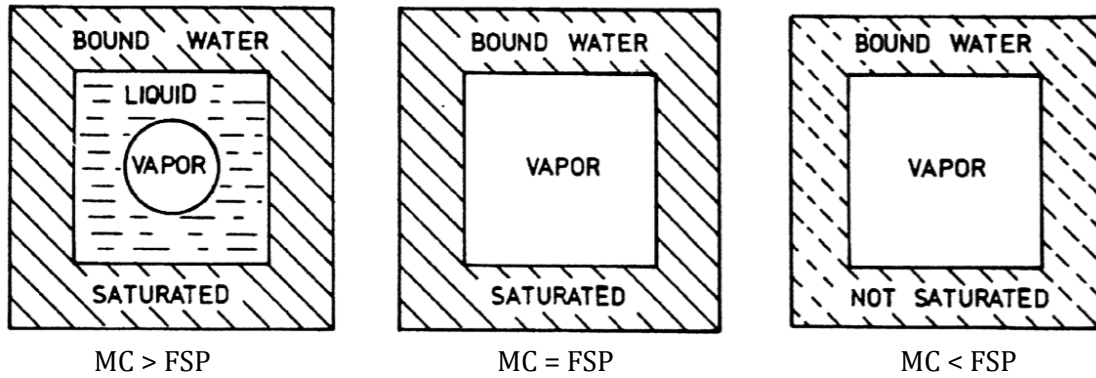 BOUND WATER
LIQUID
VAPOR
SATURATED
MC > FSP
BOUND WATER
VAPOR
SATURATED
MC = FSP
BOUND WATER
VAPOR
NOT SATURATED
MC < FSP